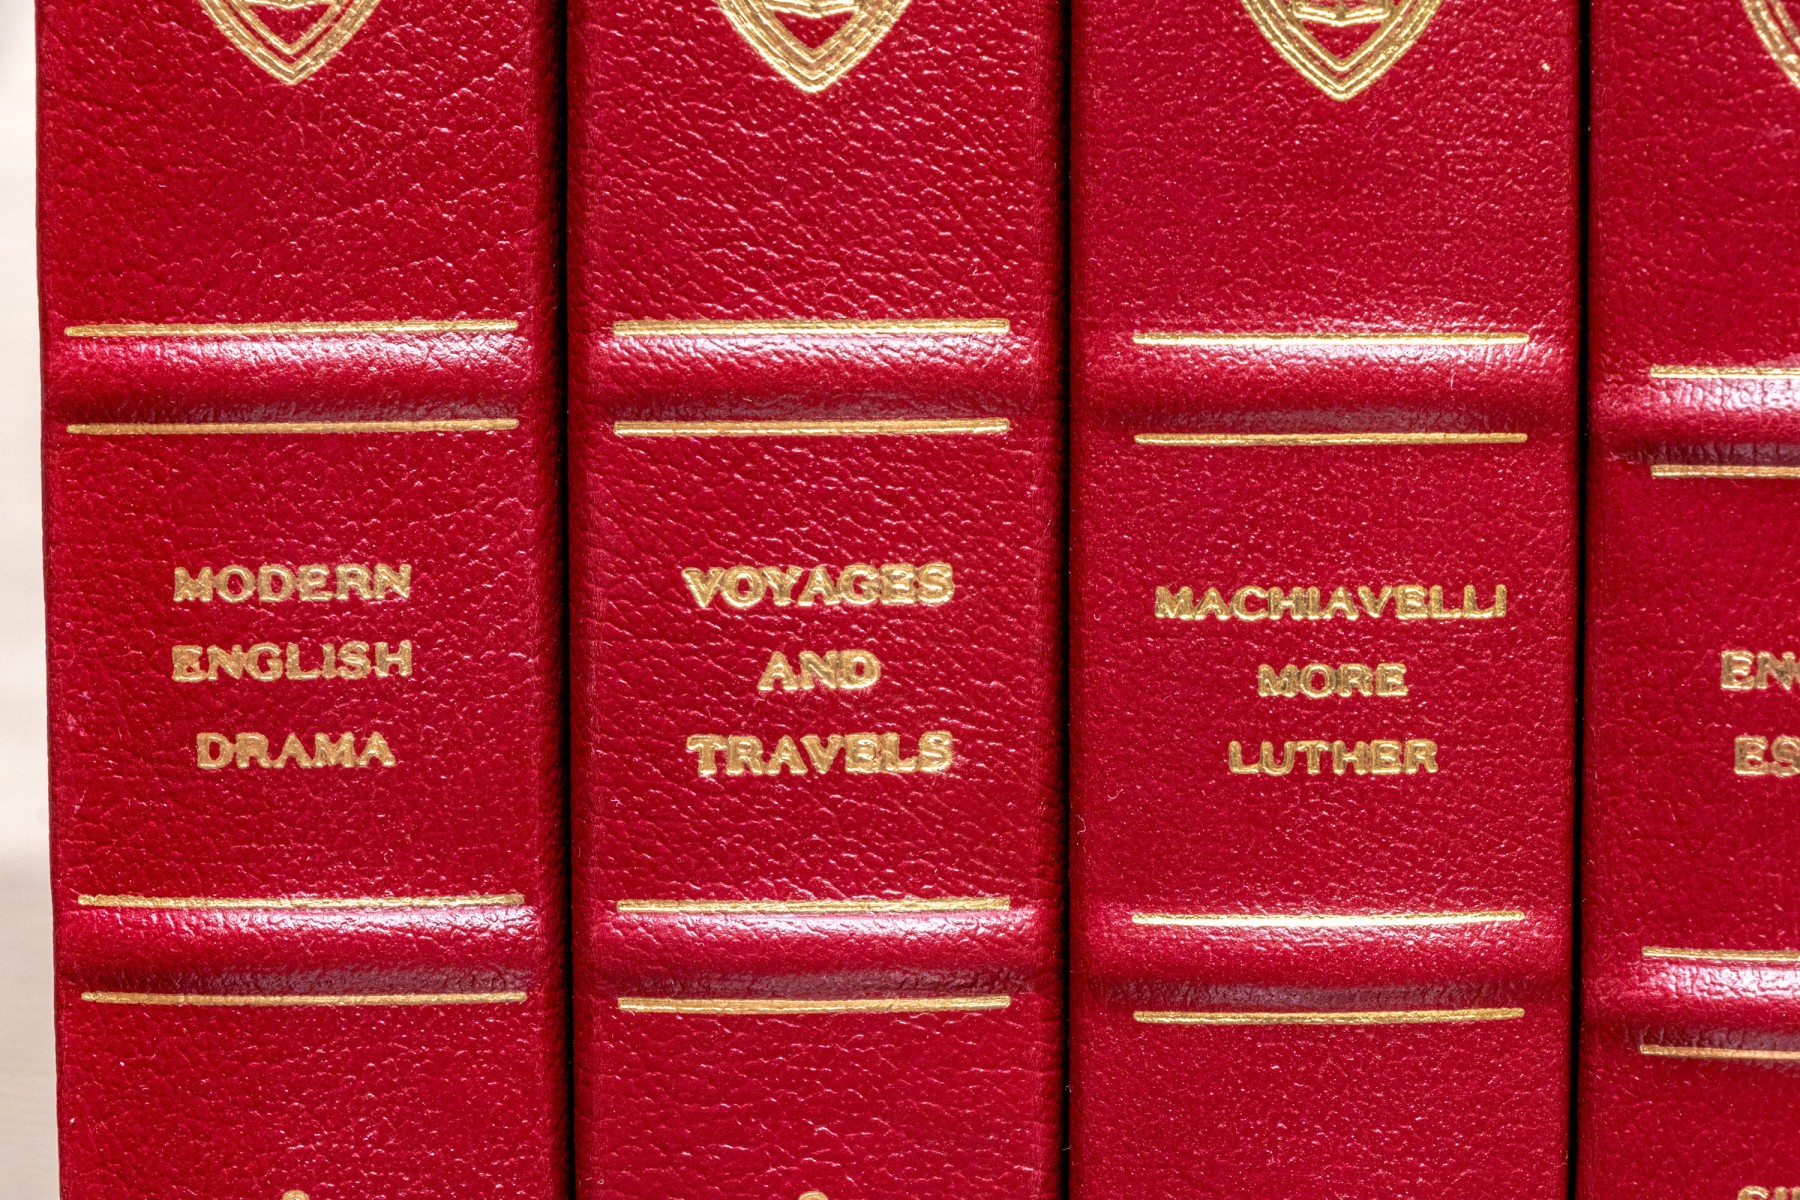 MODERN
ENGLISH
DRAMA
VOYAGES
AND
TRAVELS
MACHIAVELLI
MORE
LUTHER